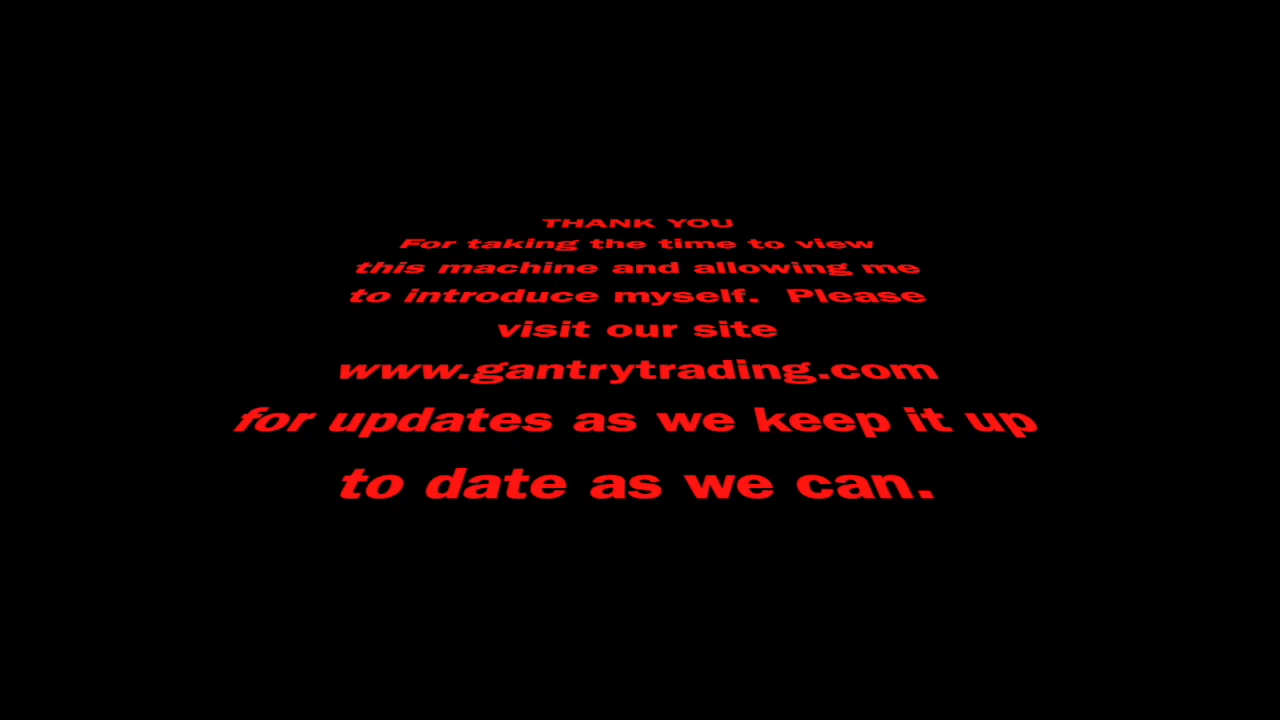 THANK YOU
For taking the time to view
this machine and allowing me
to introduce myself.  Please
visit our site
www.gantrytrading.com
for updates as we keep it up
to date as we can.